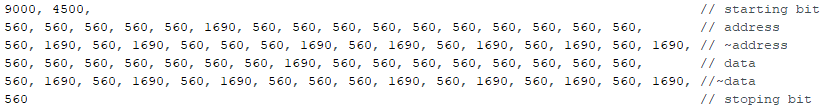 9000, 4500, // starting bit
560, 560, 560, 560, 560, 1690, 560, 560, 560, 560, 560, 560, 560, 560, 560, 560, // address
560, 1690, 560, 1690, 560, 560, 560, 1690, 560, 1690, 560, 1690, 560, 1690, 560, 1690, // ~address
560, 560, 560, 560, 560, 560, 1690, 560, 560, 560, 560, 560, 560, 560, 560, // data
560, 1690, 560, 1690, 560, 1690, 560, 560, 560, 1690, 560, 1690, 560, 1690, 560, 1690, //~data
560 // stoping bit